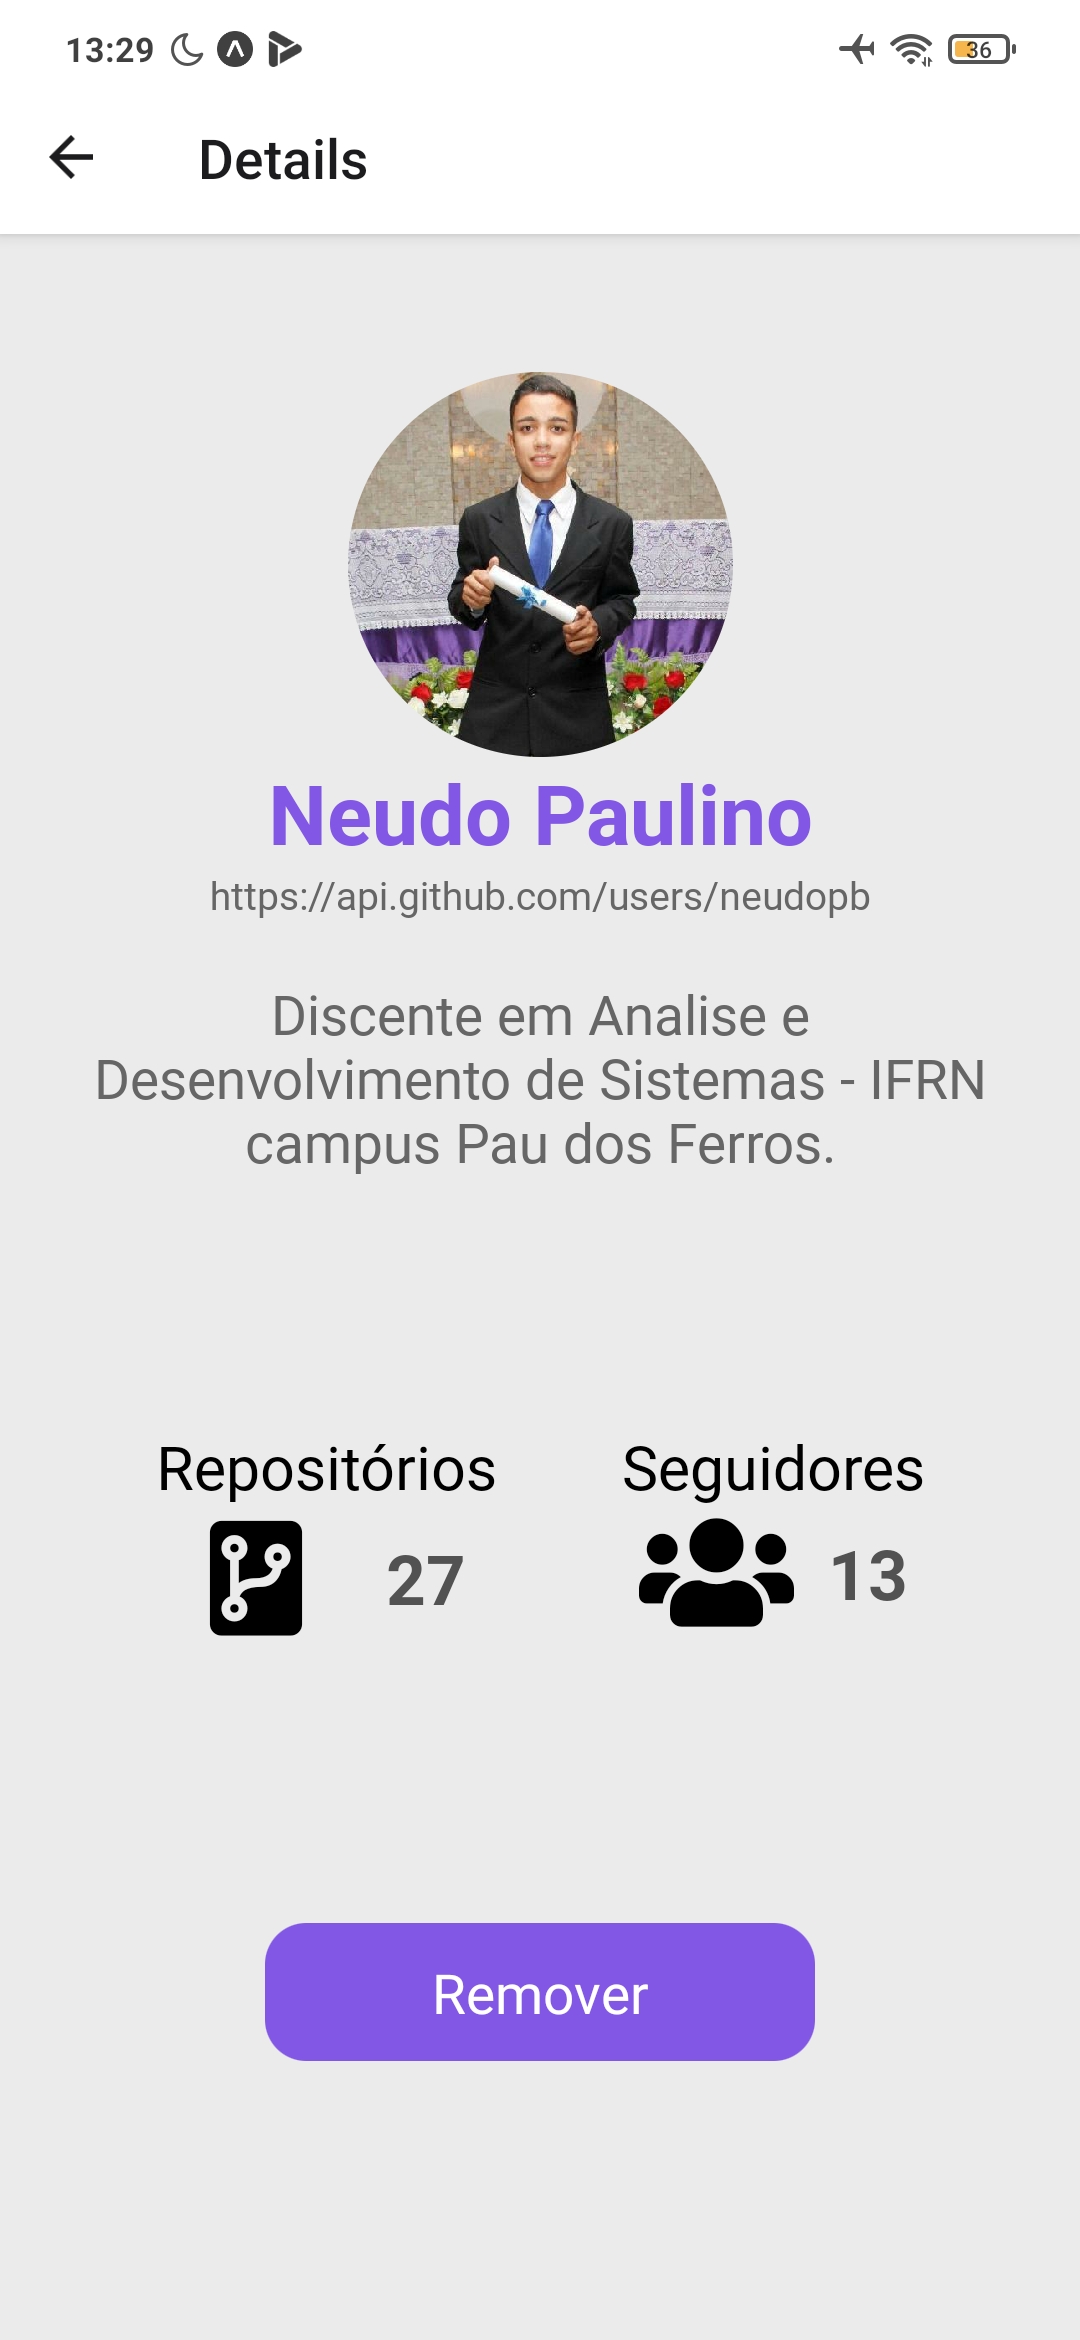 13:29
36
Details
Neudo Paulino
https://api.github.com/users/neudopb
Discente em Analise e
Desenvolvimento de Sistemas - IFRN
campus Pau dos Ferros.
Repositórios
Seguidores
27
13
Remover